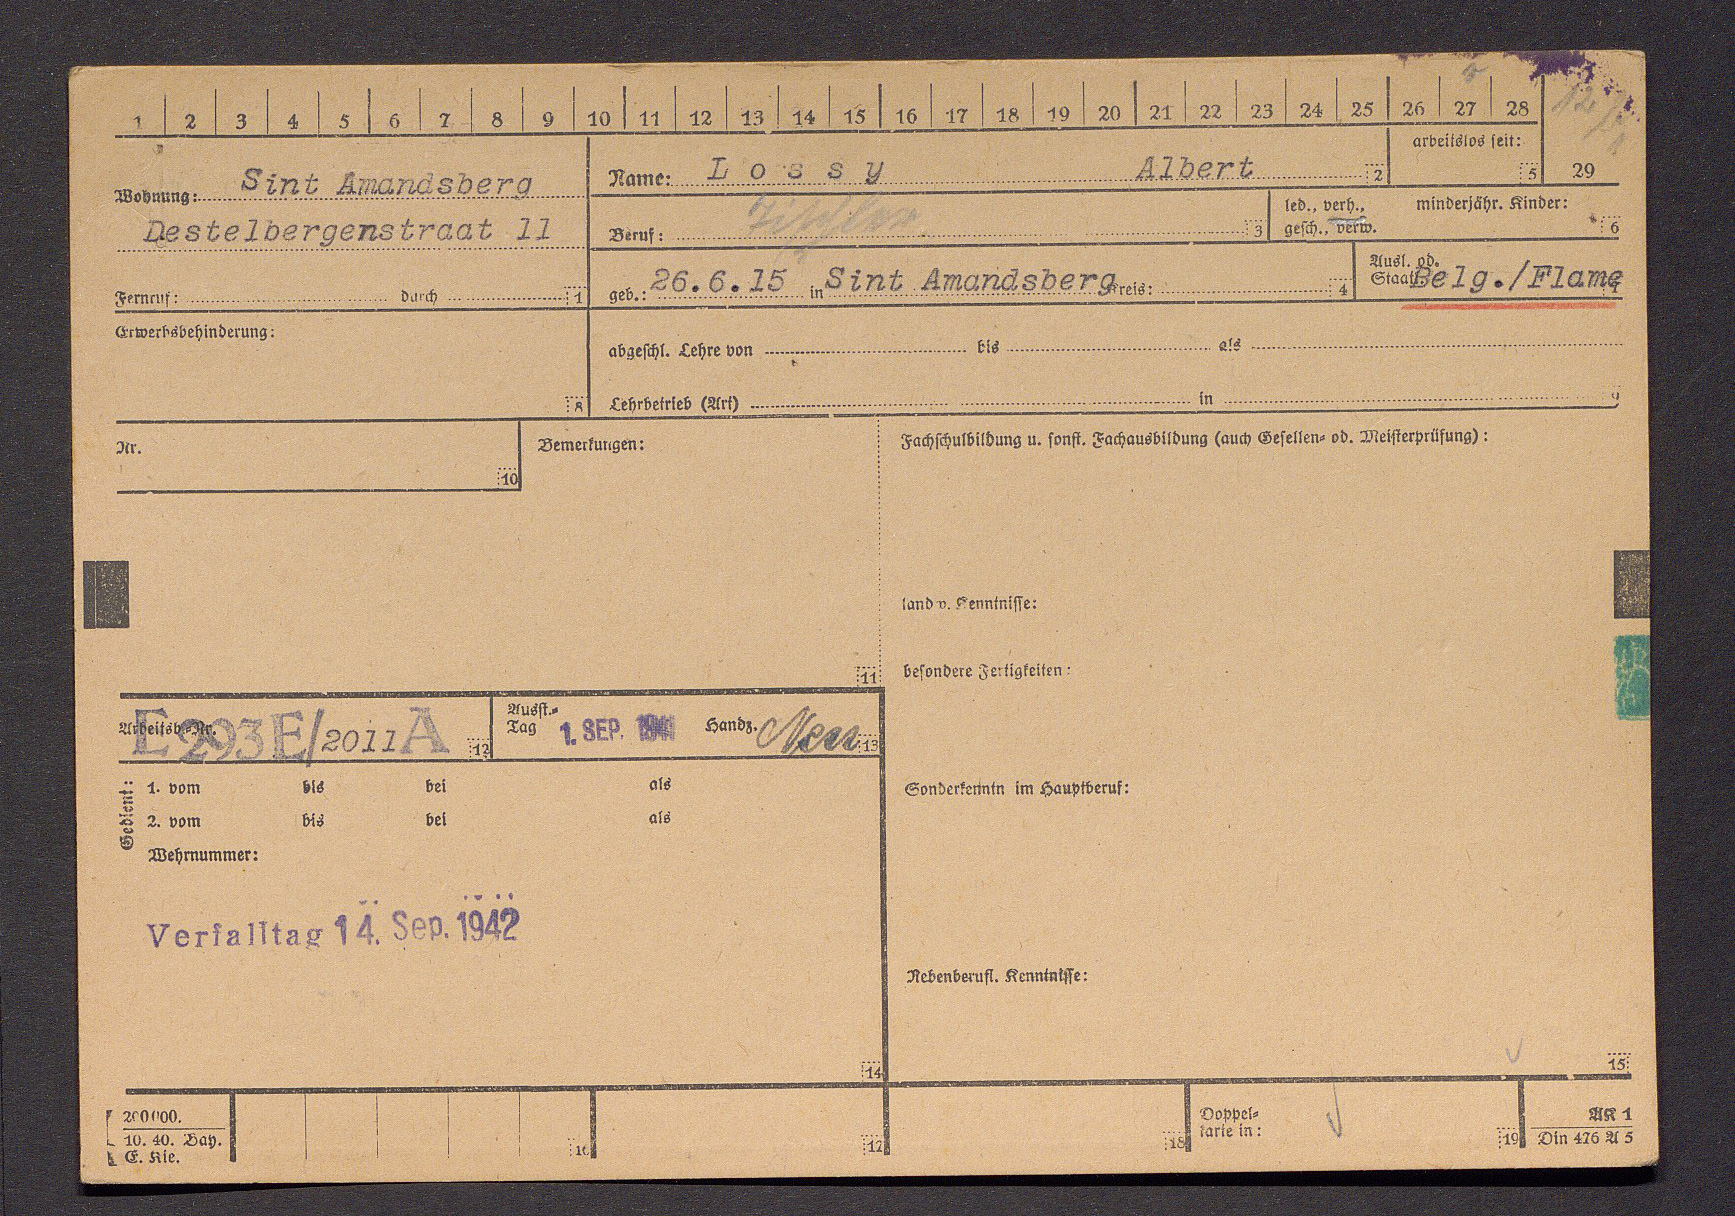 1 2 3 4 5 6 7 8 9 10 11 12 13 14 15 16 17 18 19 20 21 22 23 24 25 26 27 28
arbeitslos seit:
5
29
Wohnung: Sint Amandsberg
Destelbergenstraat 11
Fernruf: durch 1
Name: Lossy Albert 2
Beruf: 3
led., verh., gesch., verw.
minderjähr. Kinder:
6
geb.: 26.6.15 in Sint Amandsberg Kreis: 4
Ausl. od.
Staatl. Belg./Flame
Erwerbsbehinderung:
8
abgeschl. Lehre von bis als
Lehrbetrieb (Art) in 9
Nr.
10
Bemerkungen:
11
Fachschulbildung u. sonst. Fachausbildung (auch Gesellen- od. Meisterprüfung):
landw. Kenntnisse:
besondere Fertigkeiten:
Sonderkenntn im Hauptberuf:
Nebenberufl. Kenntnisse:
15
Arbeitsb.-Nr. E 293E/2011 A 12
Ausst.-
Tag 1. SEP. 1941 Handz. 13
Gedient:
1. vom bis bei als
2. vom bis bei als
Wehrnummer:
Verfalltag 14. Sep. 1942
14
200000.
10. 40. Bay.
E. Kie.
16
17
18
Doppel-
karte in:
19
AK 1
Din 476 A 5